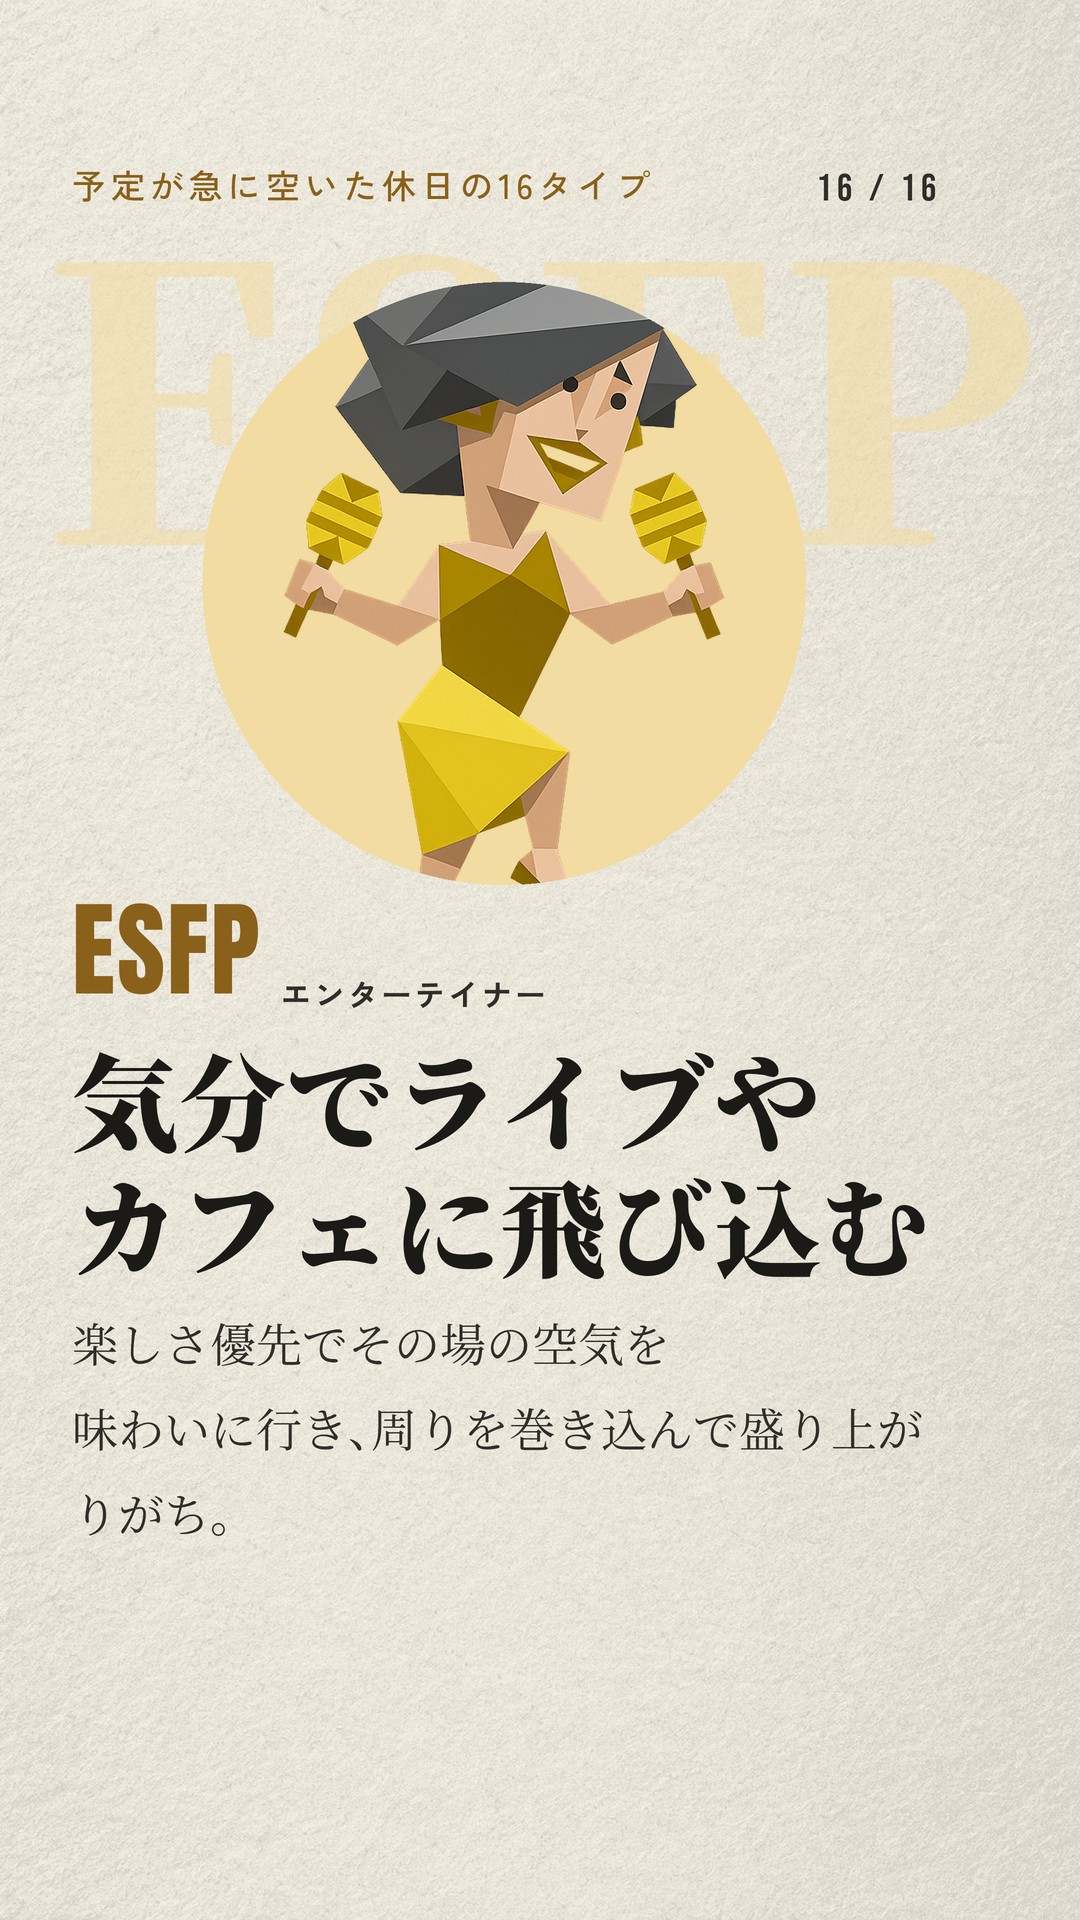 予定が急に空いた休日の16タイプ
16 / 16
ESFP
ESFP
エンターテイナー
気分でライブや
カフェに飛び込む
楽しさ優先でその場の空気を
味わいに行き、周りを巻き込んで盛り上が
りがち。